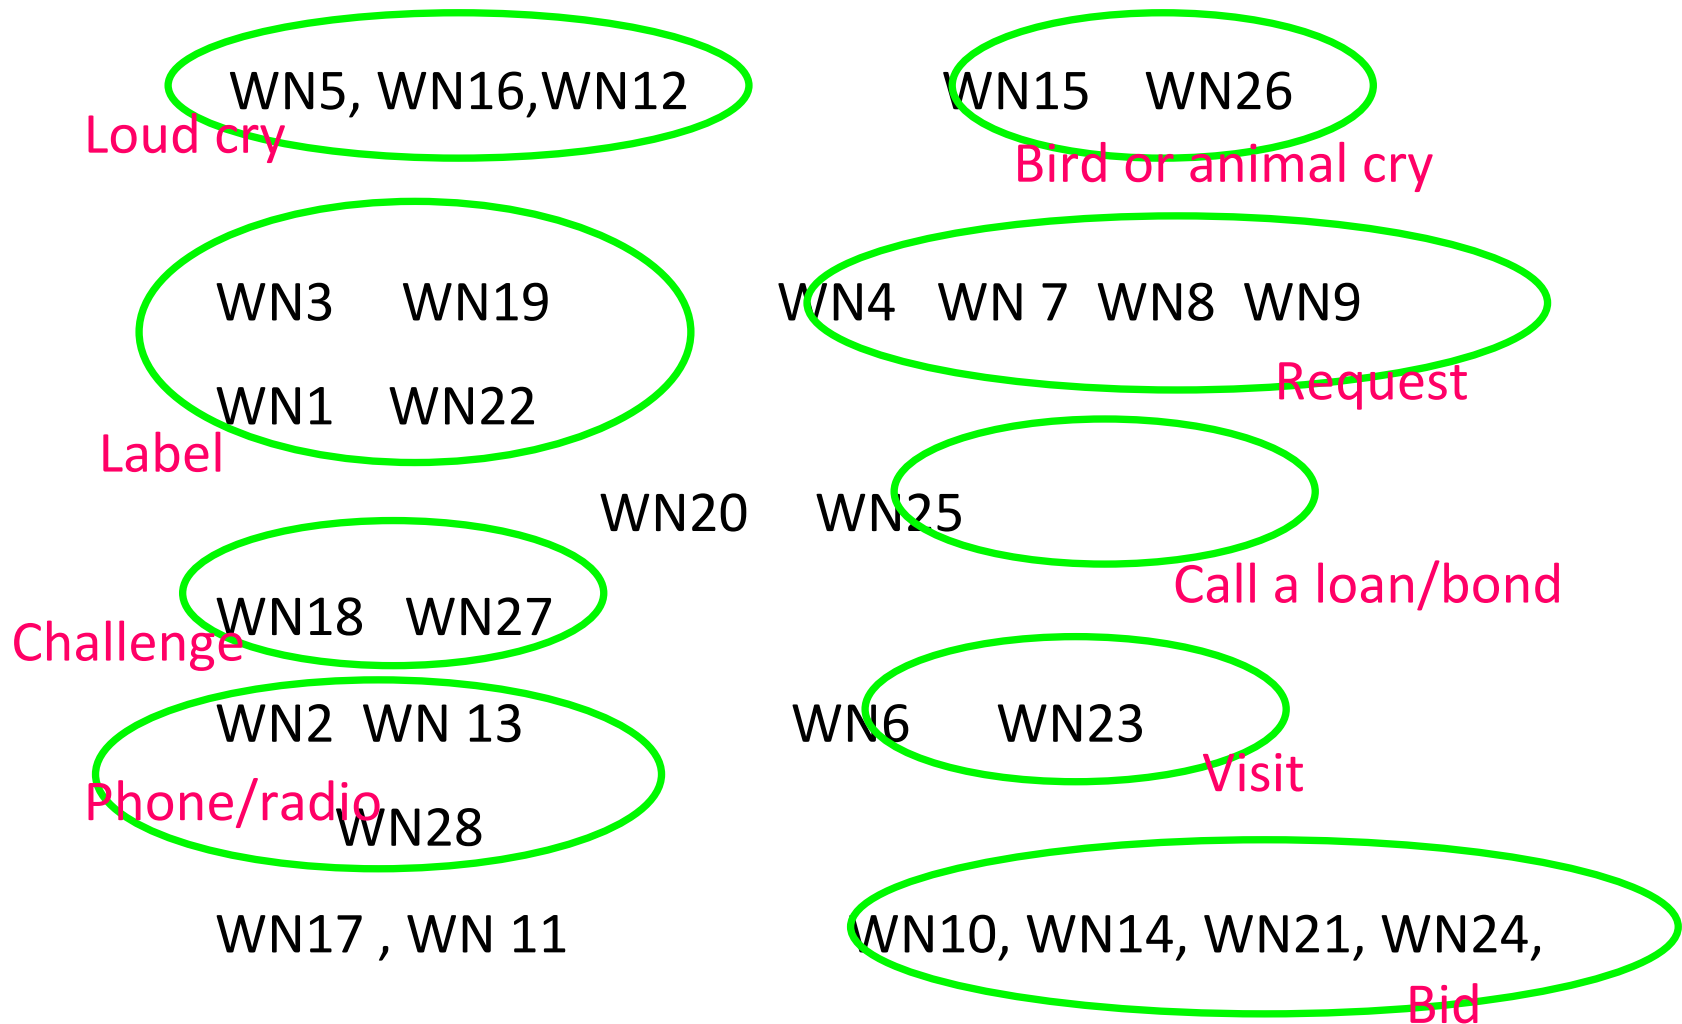 WN5, WN16,WN12
WN15 WN26
Loud cry
Bird or animal cry
WN3 WN19
WN4 WN 7 WN8 WN9
Request
WN1 WN22
Label
WN20 WN25
Call a loan/bond
WN18 WN27
Challenge
WN2 WN 13
WN6 WN23
Visit
Phone/radio
WN28
WN17 , WN 11
WN10, WN14, WN21, WN24,
Bid